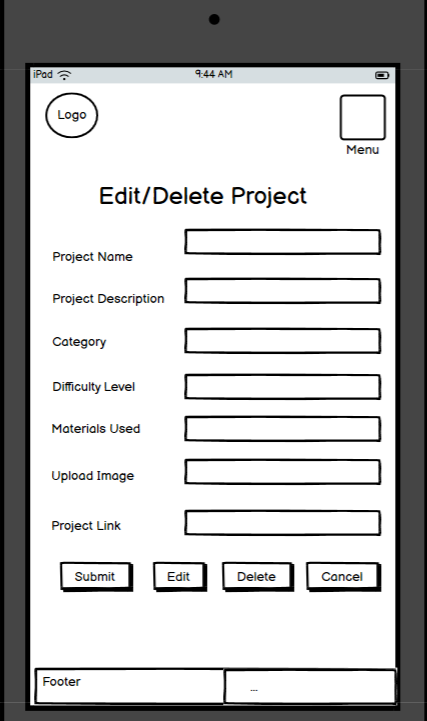 iPad 9:44 AM
Logo
Menu
Edit/Delete Project
Project Name
Project Description
Category
Difficulty Level
Materials Used
Upload Image
Project Link
Submit Edit Delete Cancel
Footer ...